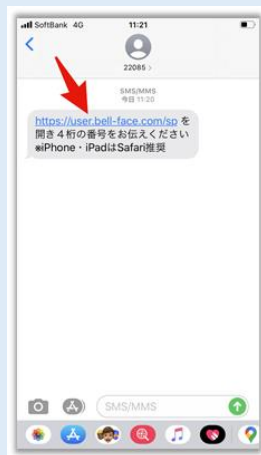 SoftBank 4G 11:21
22085 >
SMS/MMS
今日 11:20
https://user.bell-face.com/sp を
開き4桁の番号をお伝えください
※iPhone・iPadはSafari推奨
SMS/MMS